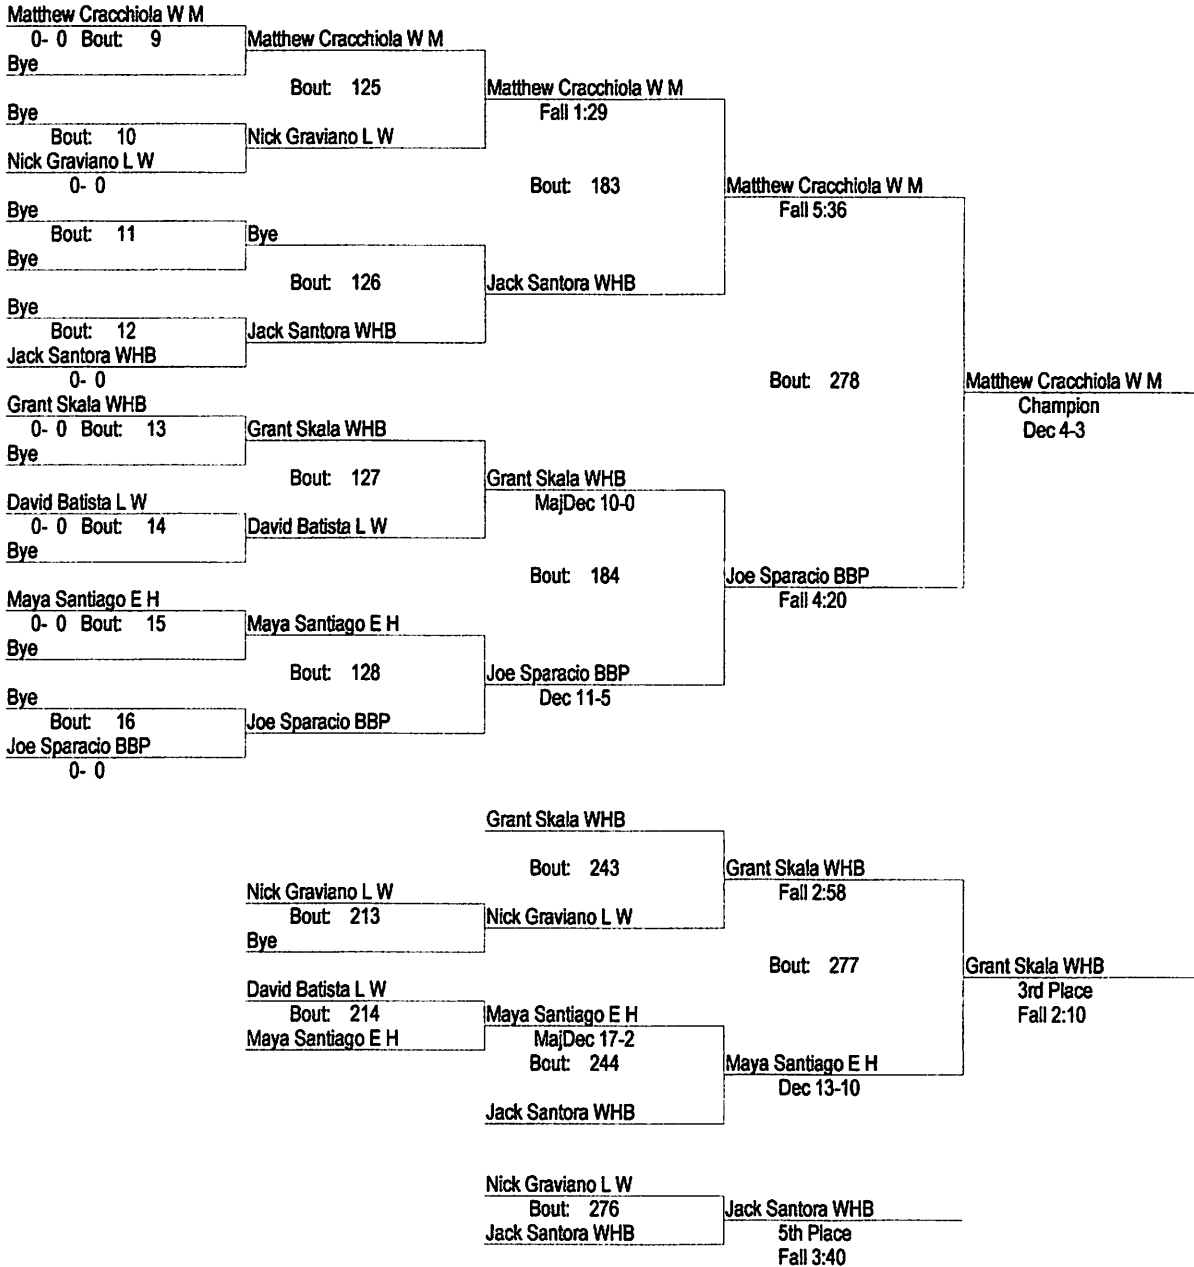 Matthew Cracchiola W M
0- 0 Bout: 9
Bye
Matthew Cracchiola W M
Bout: 125
Matthew Cracchiola W M
Fall 1:29
Bye
Bout: 10
Nick Graviano L W
Nick Graviano L W
0- 0
Bout: 183
Matthew Cracchiola W M
Fall 5:36
Bye
Bout: 11
Bye
Bye
Bout: 126
Jack Santora WHB
Bye
Bout: 12
Jack Santora WHB
Jack Santora WHB
0- 0
Bout: 278
Matthew Cracchiola W M
Champion
Dec 4-3
Grant Skala WHB
0- 0 Bout: 13
Bye
Grant Skala WHB
Bout: 127
Grant Skala WHB
MajDec 10-0
David Batista L W
0- 0 Bout: 14
Bye
David Batista L W
Bout: 184
Joe Sparacio BBP
Fall 4:20
Maya Santiago E H
0- 0 Bout: 15
Bye
Maya Santiago E H
Bout: 128
Joe Sparacio BBP
Dec 11-5
Bye
Bout: 16
Joe Sparacio BBP
Joe Sparacio BBP
0- 0
Grant Skala WHB
Bout: 243
Grant Skala WHB
Fall 2:58
Nick Graviano L W
Bout: 213
Bye
Nick Graviano L W
Bout: 277
Grant Skala WHB
3rd Place
Fall 2:10
David Batista L W
Bout: 214
Maya Santiago E H
Maya Santiago E H
MajDec 17-2
Bout: 244
Maya Santiago E H
Dec 13-10
Jack Santora WHB
Nick Graviano L W
Bout: 276
Jack Santora WHB
Jack Santora WHB
5th Place
Fall 3:40